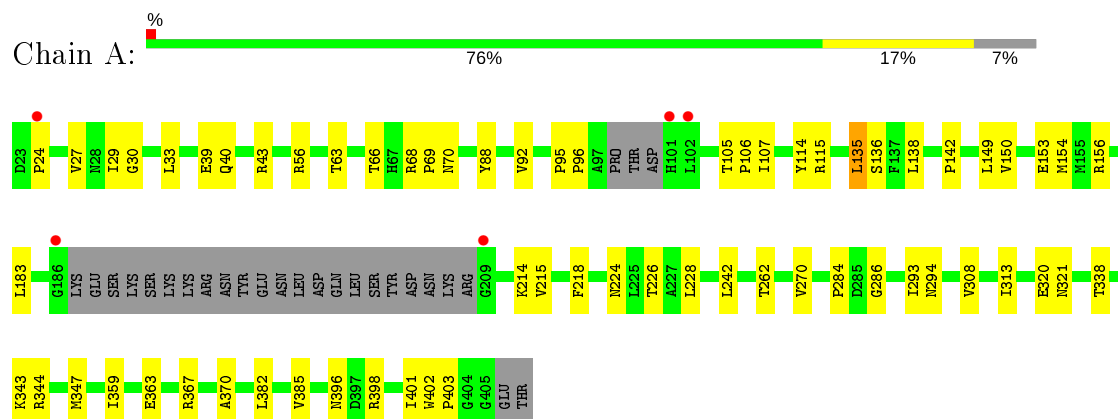 %
Chain A:
76% 17% 7%
D23 P24 V27 N28 I29 G30 L33 E39 Q40 R43 R56 T63 T66 H67 R68 P69 N70 Y88 V92 P95 P96 A97 PRO THR ASP H101 L102 T105 P106 I107 Y114 R115 L135 S136 F137 L138 P142 L149 V150 E153 M154 M155 R156
L183 G186 LYS GLU SER LYS SER LYS LYS ARG ASN TYR GLU ASN LEU ASP GLN LEU SER TYR ASP ASN LYS ARG G209 K214 V215 F218 N224 L225 T226 A227 L228 L242 T262 V270 P284 D285 G286 I293 N294 V308 I313 E320 N321 T338
K343 R344 M347 I359 E363 R367 A370 L382 V385 N396 D397 R398 I401 W402 P403 G404 G405 GLU THR